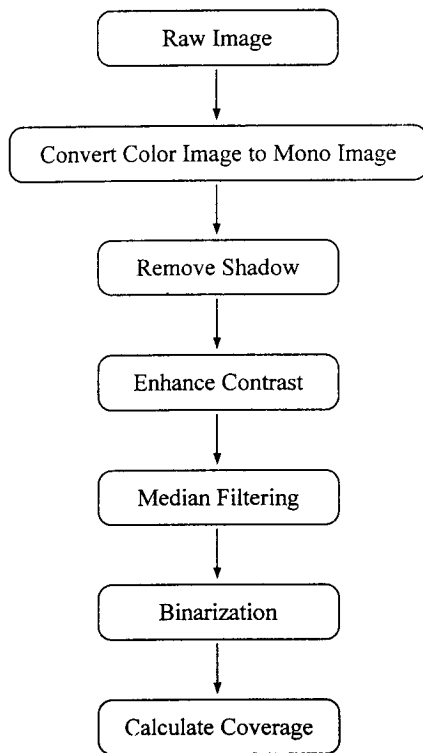 Raw Image
Convert Color Image to Mono Image
Remove Shadow
Enhance Contrast
Median Filtering
Binarization
Calculate Coverage